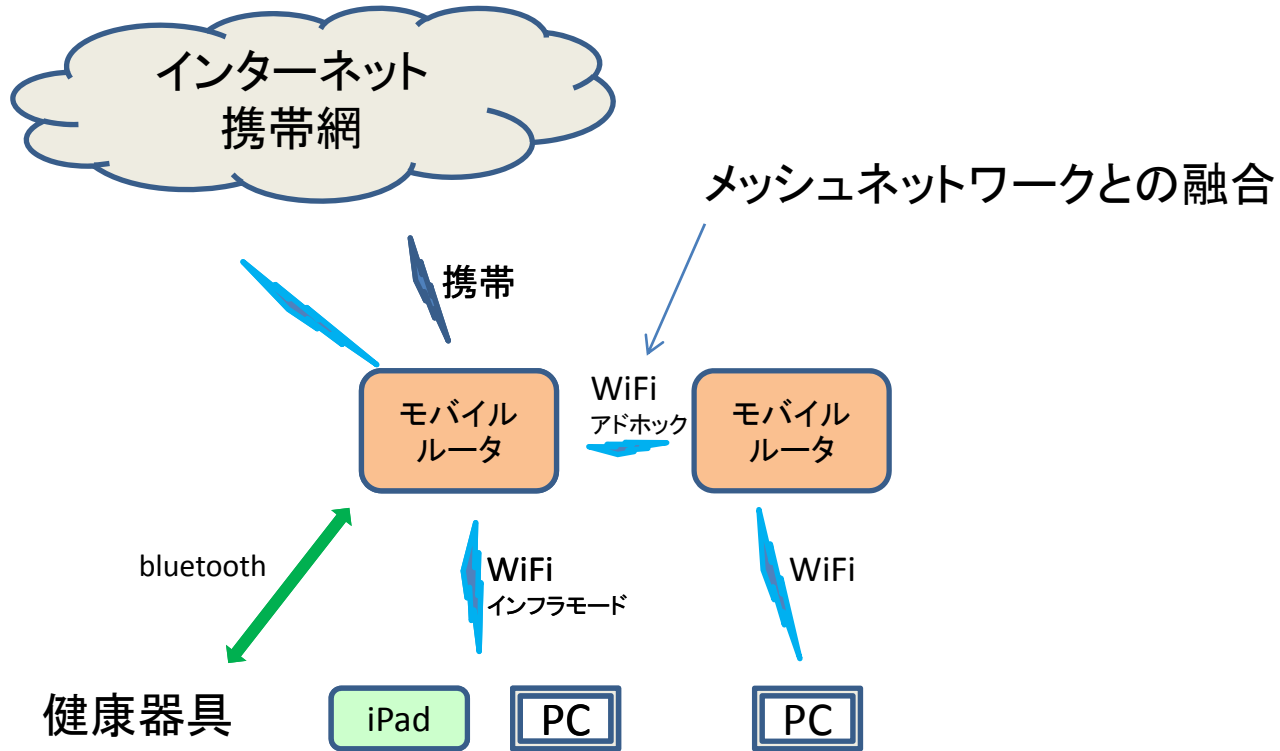 インターネット
携帯網
メッシュネットワークとの融合
携帯
モバイル
ルータ
WiFi
アドホック
モバイル
ルータ
bluetooth
WiFi
インフラモード
WiFi
健康器具
iPad
PC
PC